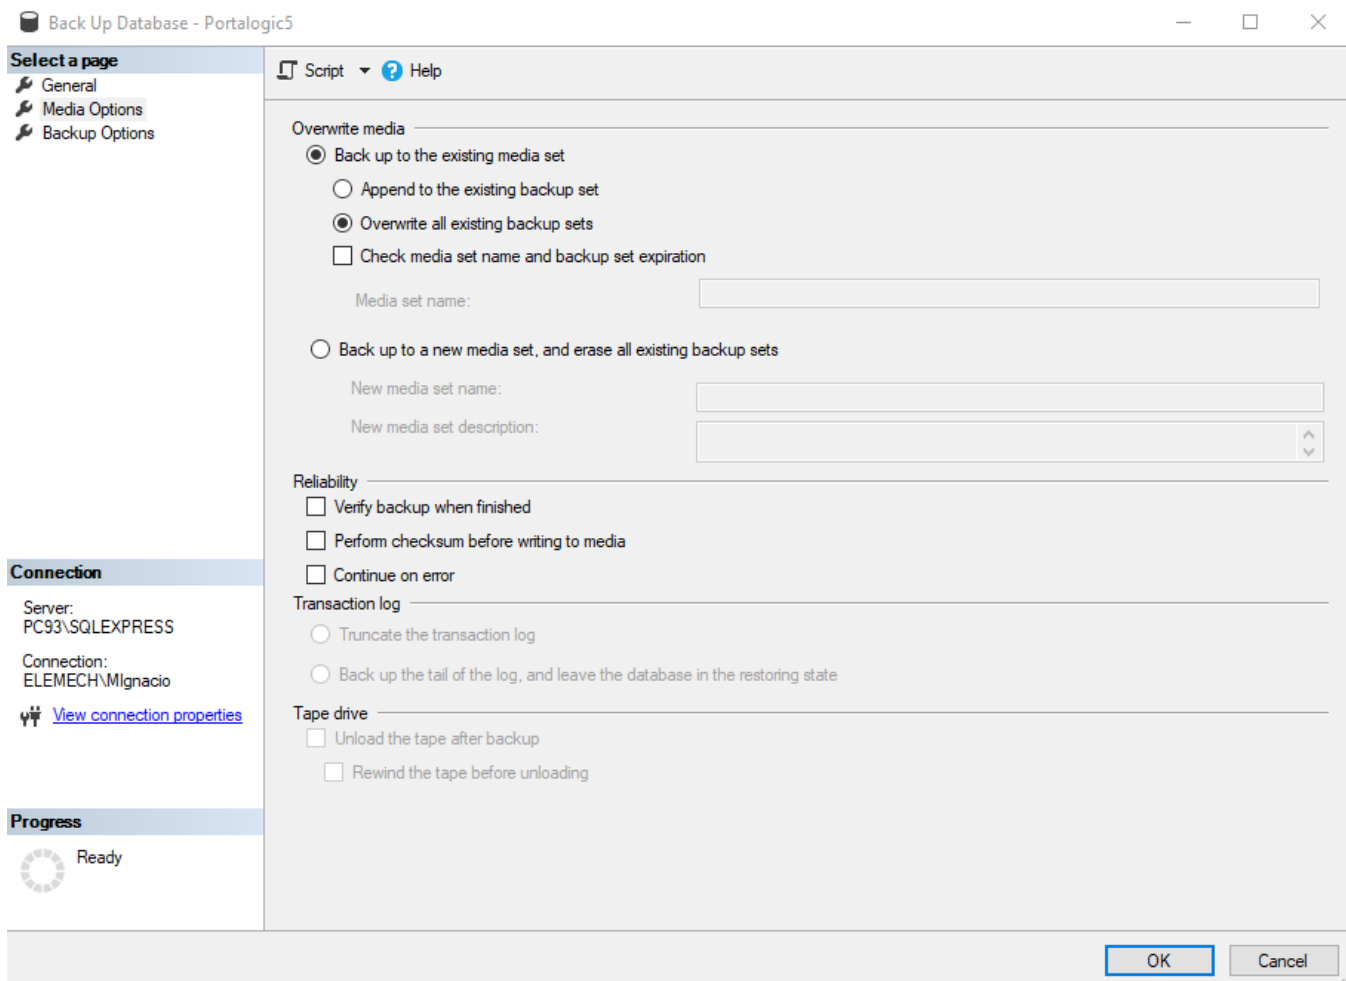 Back Up Database - Portalogic5
Select a page
General
Media Options
Backup Options
Script
Help
Overwrite media
Back up to the existing media set
Append to the existing backup set
Overwrite all existing backup sets
Check media set name and backup set expiration
Media set name:
Back up to a new media set, and erase all existing backup sets
New media set name:
New media set description:
Reliability
Verify backup when finished
Perform checksum before writing to media
Continue on error
Transaction log
Truncate the transaction log
Back up the tail of the log, and leave the database in the restoring state
Tape drive
Unload the tape after backup
Rewind the tape before unloading
Connection
Server:
PC93\SQLEXPRESS
Connection:
ELEMECH\MIgnacio
View connection properties
Progress
Ready
OK
Cancel